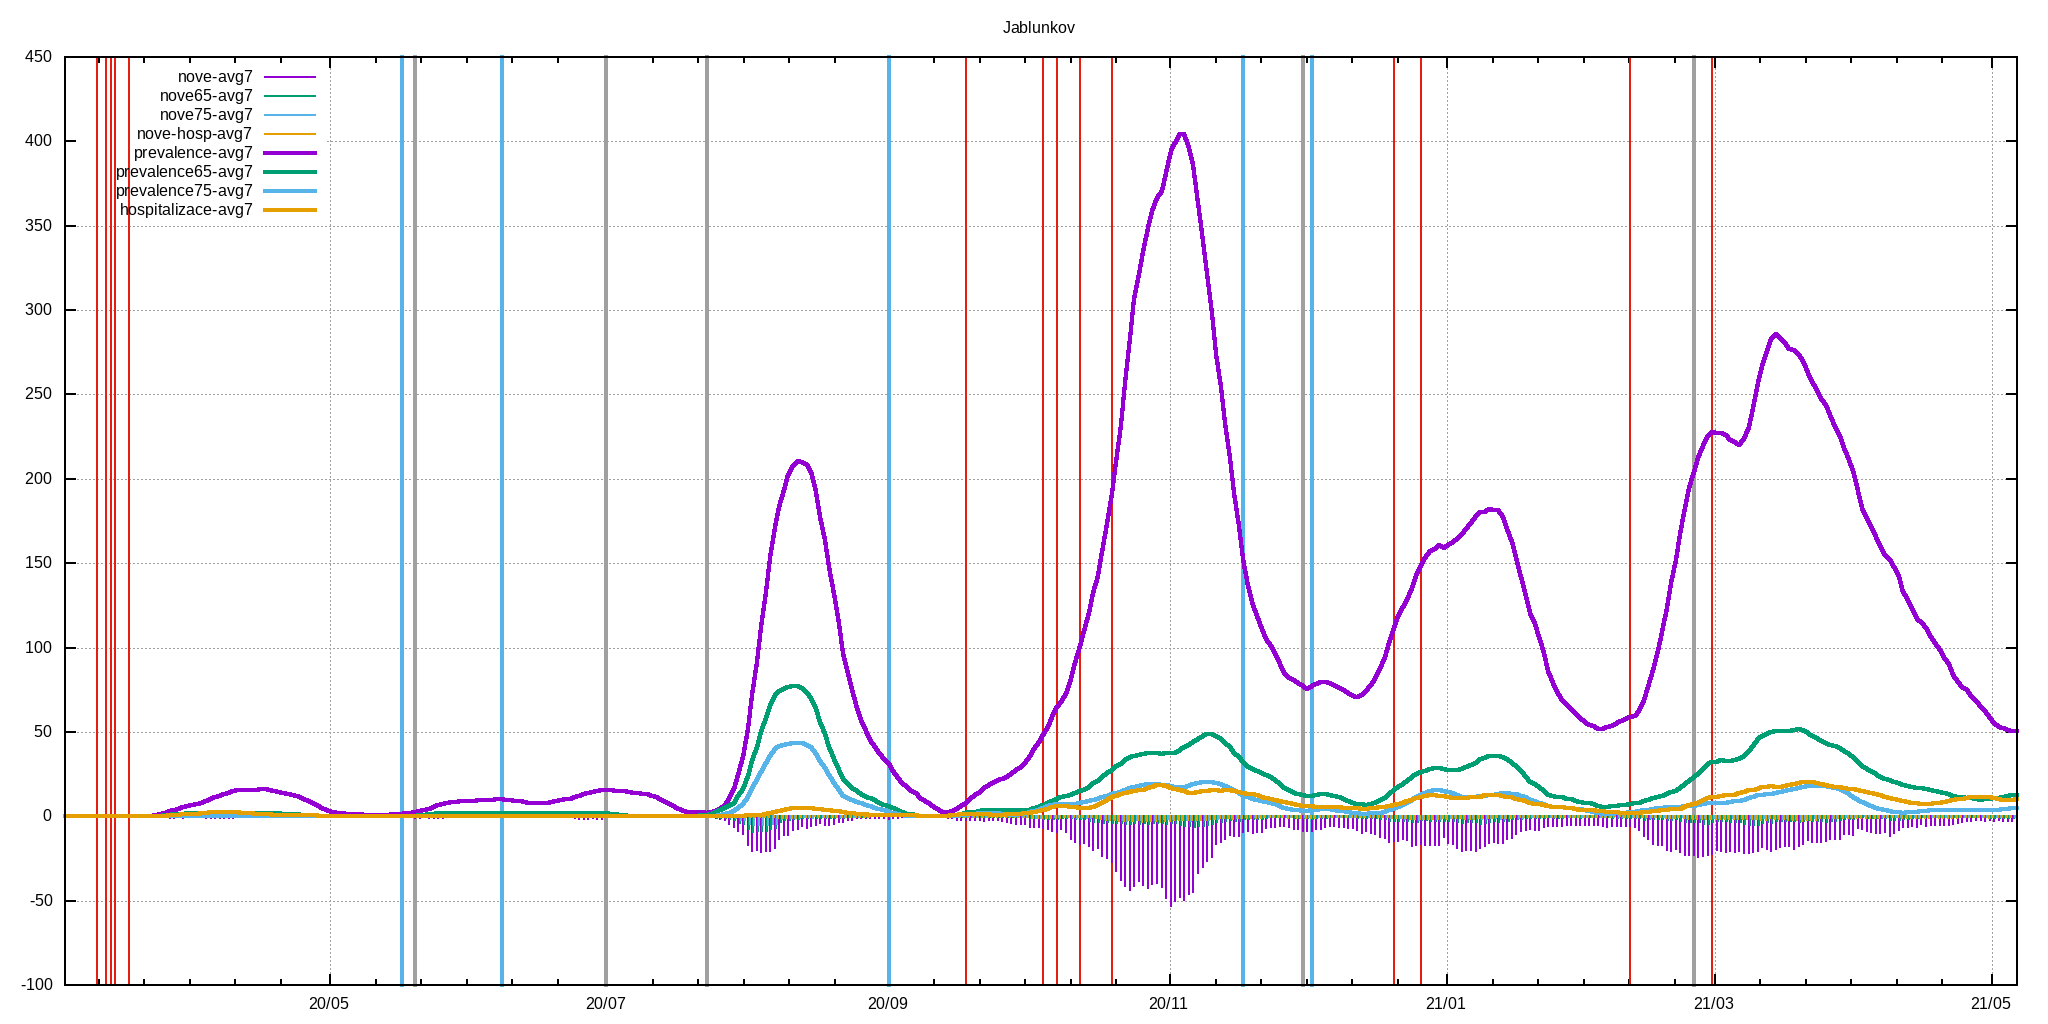 Jablunkov
450
400
350
300
250
200
150
100
50
0
-50
-100
nove-avg7
nove65-avg7
nove75-avg7
nove-hosp-avg7
prevalence-avg7
prevalence65-avg7
prevalence75-avg7
hospitalizace-avg7
20/05 20/07 20/09 20/11 21/01 21/03 21/05